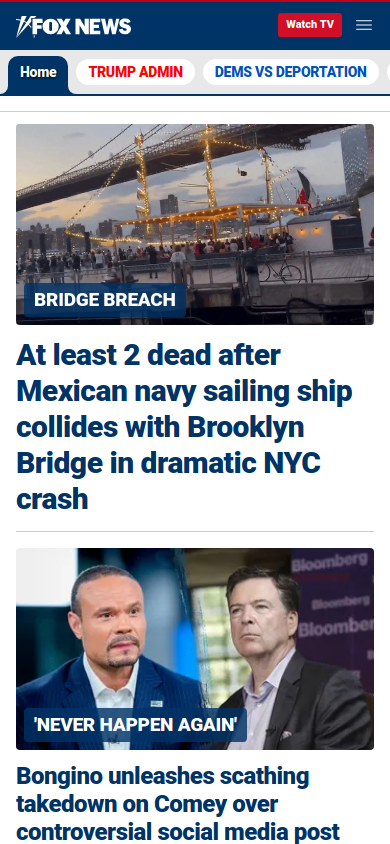 FOX NEWS
Watch TV
Home
TRUMP ADMIN
DEMS VS DEPORTATION
BRIDGE BREACH
At least 2 dead after
Mexican navy sailing ship
collides with Brooklyn
Bridge in dramatic NYC
crash
Bloomberg
Bloomberg
Bloomberg
'NEVER HAPPEN AGAIN'
Bongino unleashes scathing
takedown on Comey over
controversial social media post